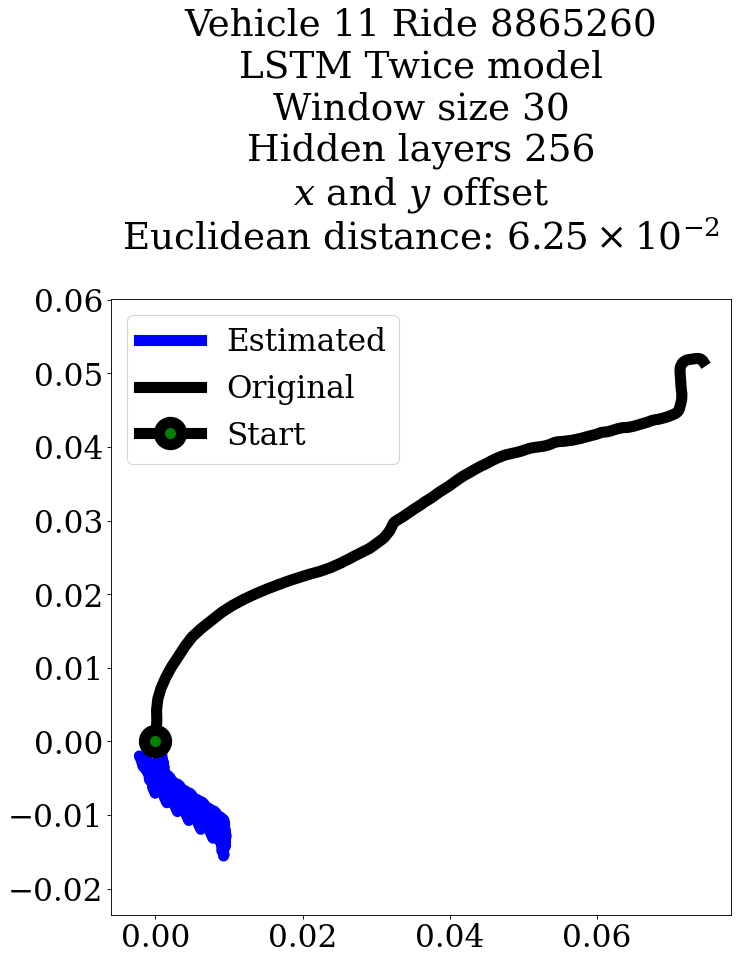 Vehicle 11 Ride 8865260
LSTM Twice model
Window size 30
Hidden layers 256
x and y offset
Euclidean distance: 6.25 × 10⁻²
0.06
Estimated
0.05
Original
0.04
Start
0.03
0.02
0.01
0.00
−0.01
−0.02
0.00 0.02 0.04 0.06